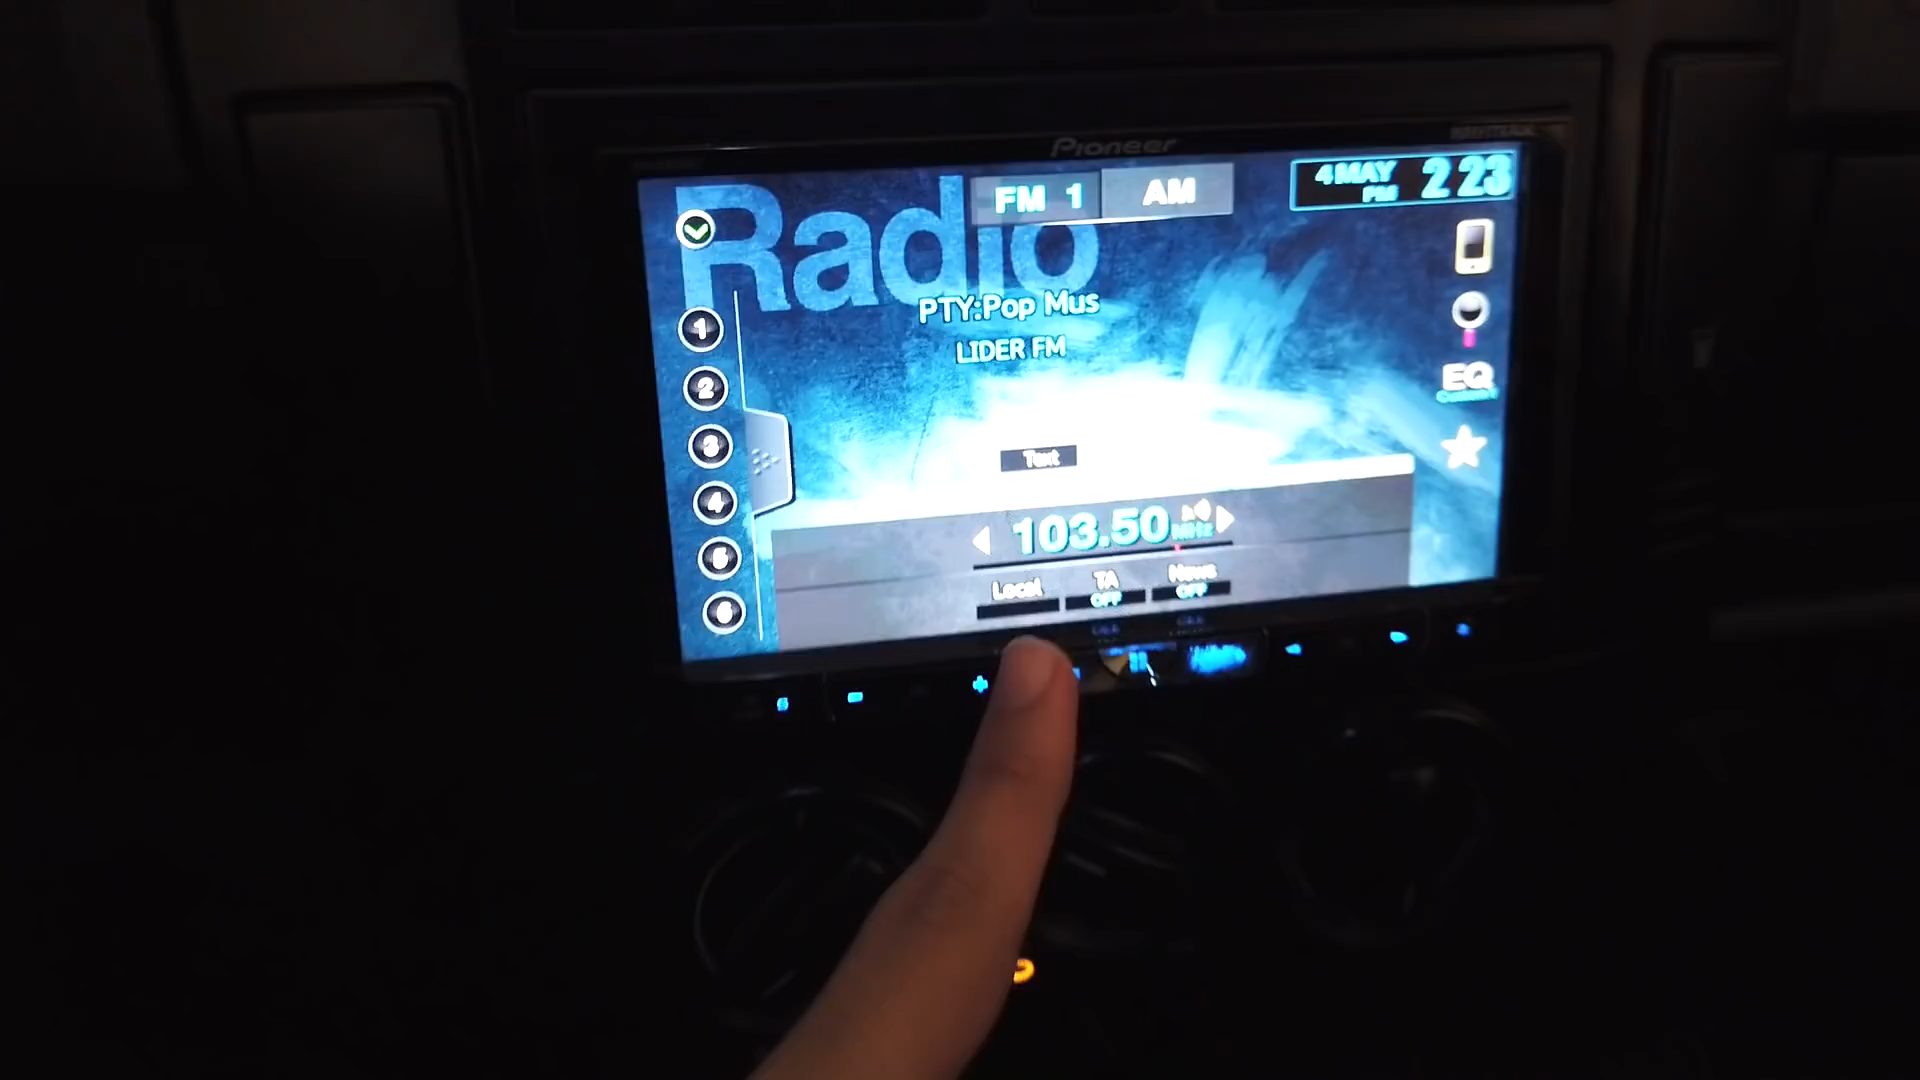 Pioneer
FM 1
AM
4 MAY
PM
2 23
Radio
PTY:Pop Mus
LIDER FM
1
2
3
4
5
6
EQ
Text
103.50 MHz
Local
TA
OFF
News
OFF